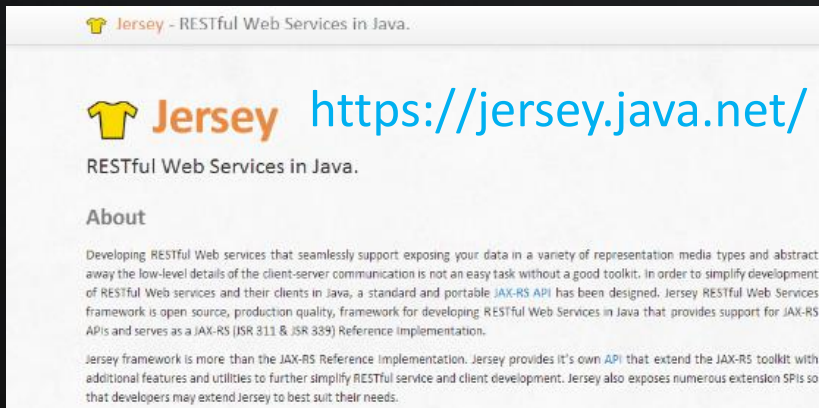 Jersey - RESTful Web Services in Java.
Jersey https://jersey.java.net/
RESTful Web Services in Java.
About
Developing RESTful Web services that seamlessly support exposing your data in a variety of representation media types and abstract
away the low-level details of the client-server communication is not an easy task without a good toolkit. In order to simplify development
of RESTful Web services and their clients in Java, a standard and portable JAX-RS API has been designed. Jersey RESTful Web Services
framework is open source, production quality, framework for developing RESTful Web Services in Java that provides support for JAX-RS
APIs and serves as a JAX-RS (JSR 311 & JSR 339) Reference Implementation.
Jersey framework is more than the JAX-RS Reference Implementation. Jersey provides it's own API that extend the JAX-RS toolkit with
additional features and utilities to further simplify RESTful service and client development. Jersey also exposes numerous extension SPIs so
that developers may extend Jersey to best suit their needs.